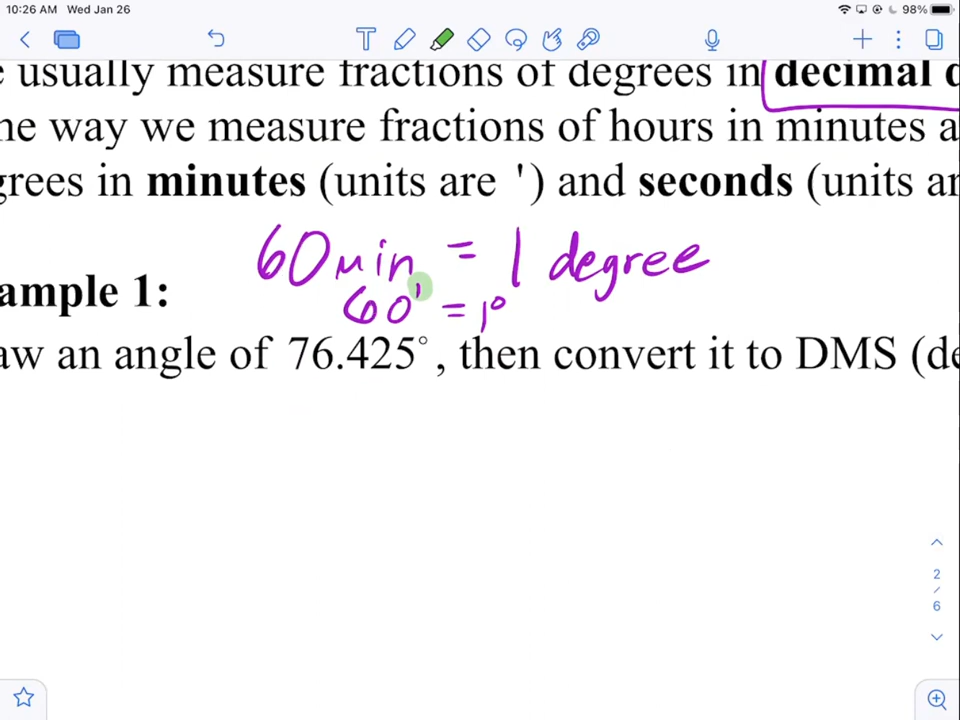 10:26 AM Wed Jan 26
98%
usually measure fractions of degrees in decimal d
he way we measure fractions of hours in minutes a
grees in minutes (units are ') and seconds (units ar
60 min = 1 degree
ample 1:
60' = 1°
aw an angle of 76.425°, then convert it to DMS (de
2
/
6